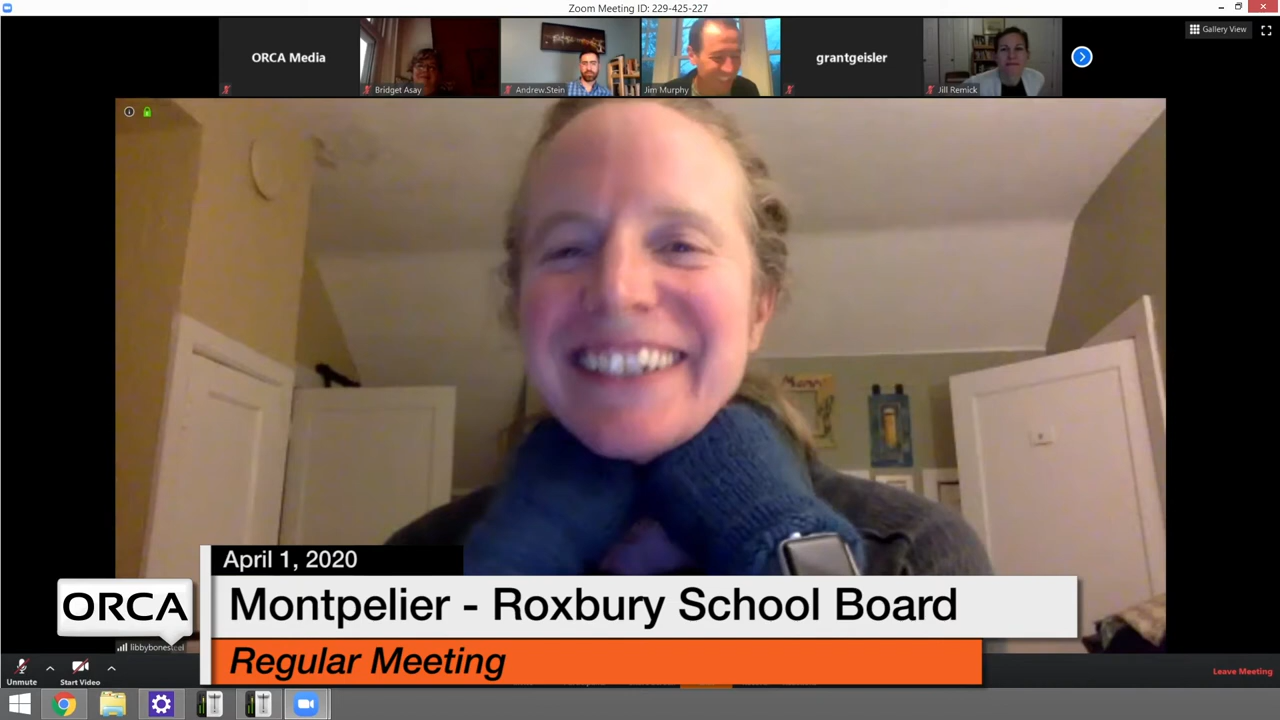 Zoom Meeting ID: 229-425-227
ORCA Media
Bridget Asay
Andrew.Stein
Jim Murphy
grantgeisler
Jill Remick
Gallery View
Mommy
April 1, 2020
ORCA
Montpelier - Roxbury School Board
Regular Meeting
libbybonesteel
Unmute
Start Video
Leave Meeting